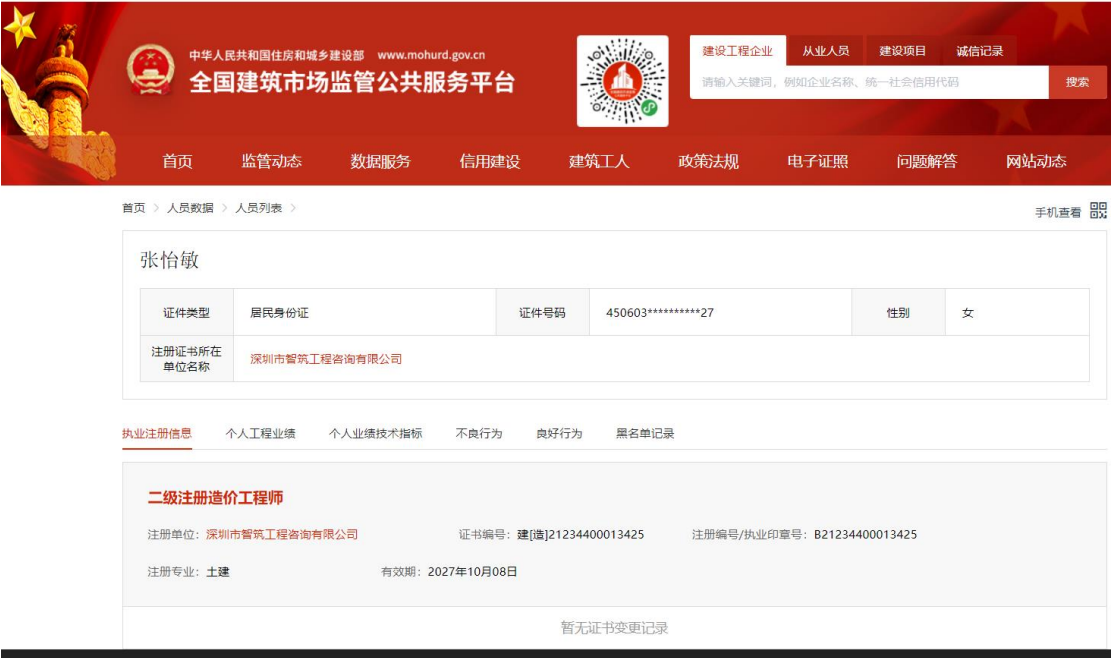 中华人民共和国住房和城乡建设部 www.mohurd.gov.cn
全国建筑市场监管公共服务平台
建设工程企业 从业人员 建设项目 诚信记录
请输入关键词，例如企业名称、统一社会信用代码 搜索
首页 监管动态 数据服务 信用建设 建筑工人 政策法规 电子证照 问题解答 网站动态
首页 > 人员数据 > 人员列表 >
手机查看
张怡敏
证件类型 居民身份证 证件号码 450603**********27 性别 女
注册证书所在
单位名称
深圳市智筑工程咨询有限公司
执业注册信息 个人工程业绩 个人业绩技术指标 不良行为 良好行为 黑名单记录
二级注册造价工程师
注册单位：深圳市智筑工程咨询有限公司 证书编号：建[造]21234400013425 注册编号/执业印章号：B21234400013425
注册专业：土建 有效期：2027年10月08日
暂无证书变更记录